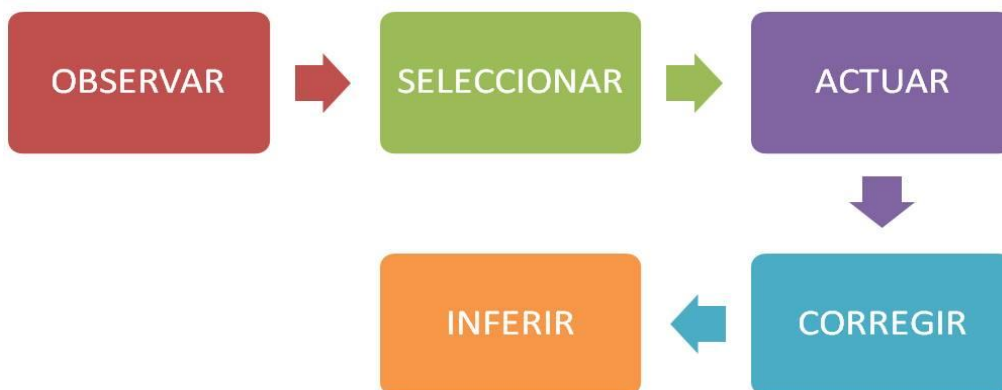 OBSERVAR
SELECCIONAR
ACTUAR
CORREGIR
INFERIR